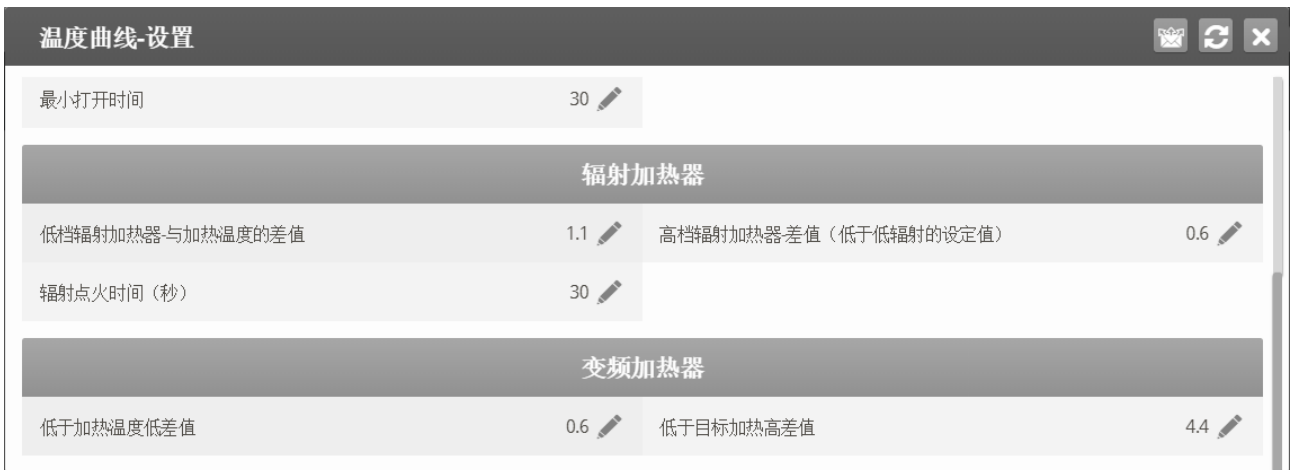 温度曲线-设置
最小打开时间 30
辐射加热器
低档辐射加热器-与加热温度的差值 1.1 高档辐射加热器-差值（低于低辐射的设定值） 0.6
辐射点火时间（秒） 30
变频加热器
低于加热温度低差值 0.6 低于目标加热高差值 4.4